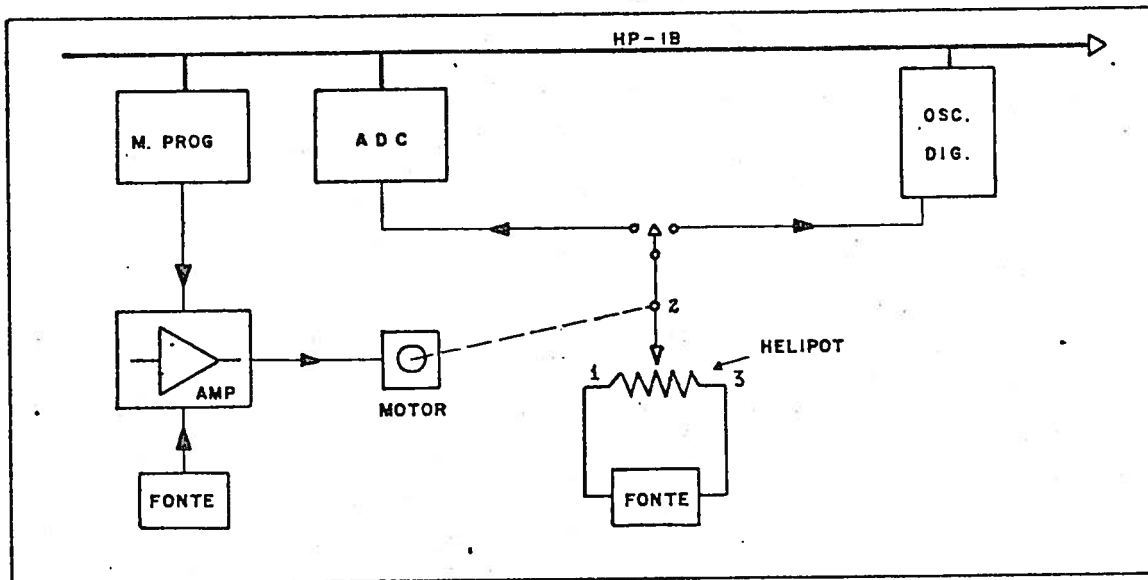 HP-IB
M. PROG
ADC
OSC.
DIG.
2
HELIPOT
1
3
AMP
MOTOR
FONTE
FONTE